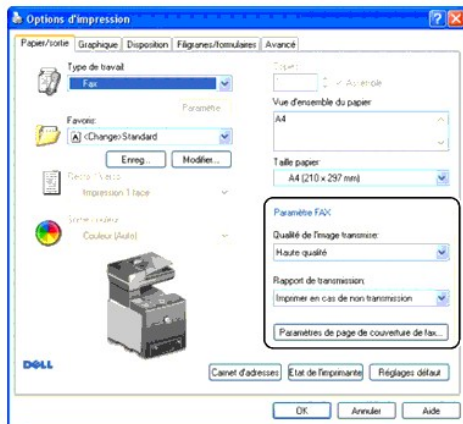 Options d'impression
Papier/sortie Graphique Disposition Filigranes/formulaires Avancé
Type de travail:
Fax
Paramètre
Favoris:
<Change>Standard
Enreg... Modifier...
Impression 1 face
Couleur (Auto)
Assemblé
Vue d'ensemble du papier
A4
Taille papier:
A4 (210 x 297 mm)
Paramètre FAX
Qualité de l'image transmise:
Haute qualité
Rapport de transmission:
Imprimer en cas de non transmission
Paramètres de page de couverture de fax...
DELL
Carnet d'adresses Etat de l'imprimante Réglages défaut
OK Annuler Aide